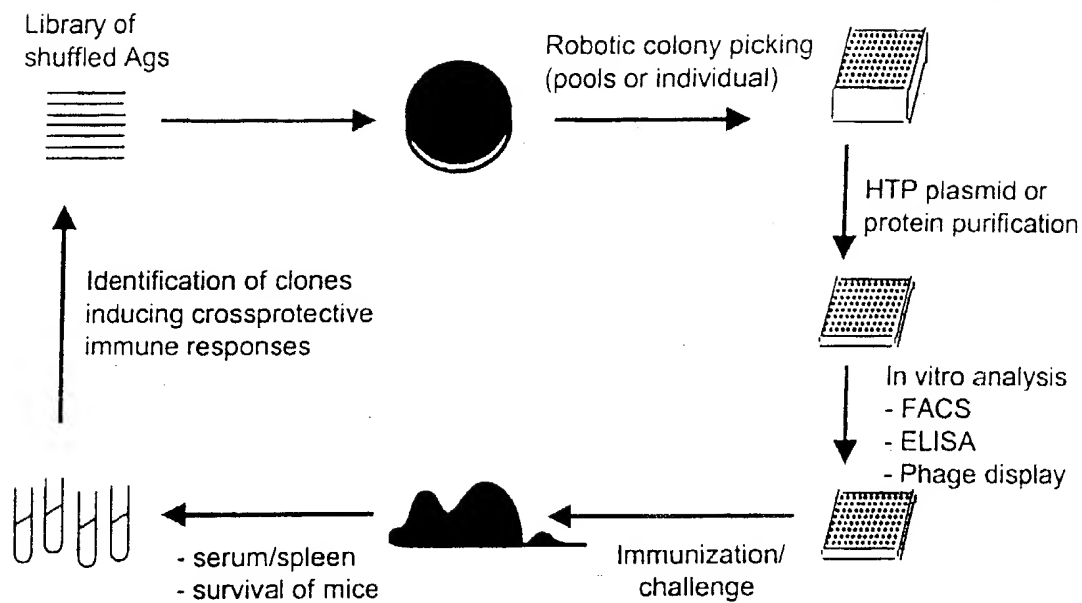 Library of
shuffled Ags
Robotic colony picking
(pools or individual)
HTP plasmid or
protein purification
In vitro analysis
- FACS
- ELISA
- Phage display
Immunization/
challenge
- serum/spleen
- survival of mice
Identification of clones
inducing crossprotective
immune responses